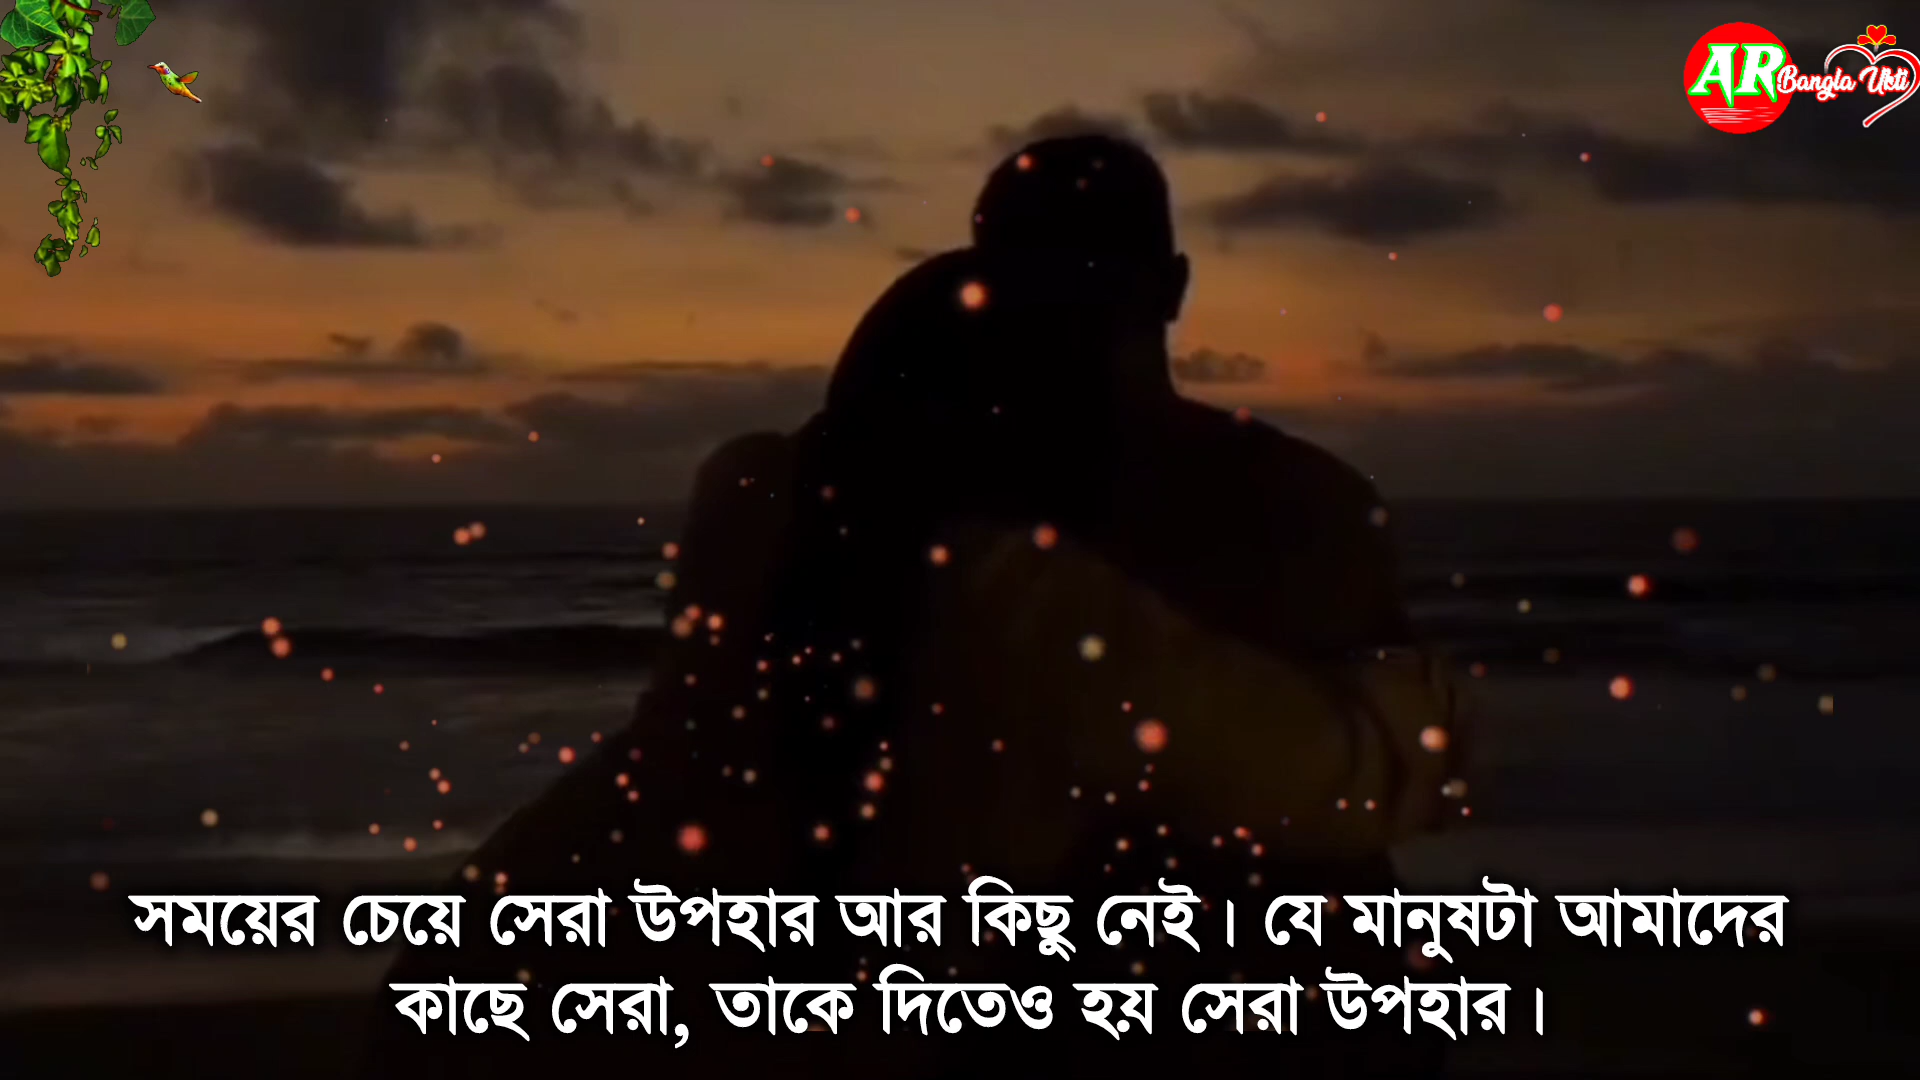 AR Bangla Ukti
সময়ের চেয়ে সেরা উপহার আর কিছু নেই। যে মানুষটা আমাদের
কাছে সেরা, তাকে দিতেও হয় সেরা উপহার।